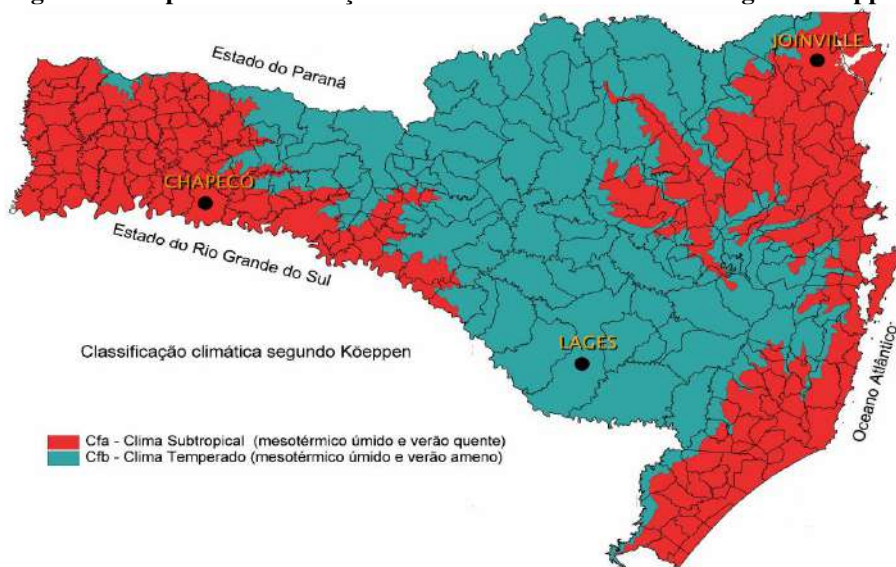 JOINVILLE
Estado do Paraná
CHAPECÓ
Estado do Rio Grande do Sul
LAGES
Oceano Atlântico
Classificação climática segundo Köeppen
Cfa - Clima Subtropical (mesotérmico úmido e verão quente)
Cfb - Clima Temperado (mesotérmico úmido e verão ameno)